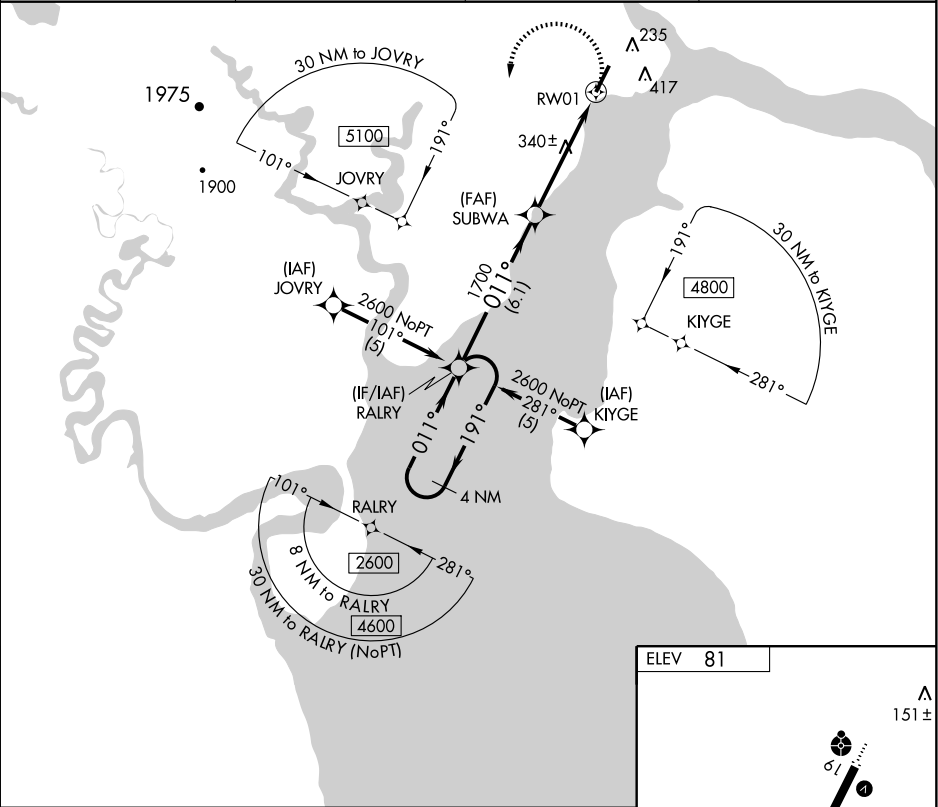 235
417
RW01
30 NM to JOVRY
1975
5100
191°
101°
340±
JOVRY
1900
(FAF)
SUBWA
191°
30 NM to KIYGE
4800
KIYGE
281°
(IAF)
JOVRY
2600 NoPT
101°
(5)
1700
011°
(6.1)
(IF/IAF)
RALRY
2600 NoPT
281°
(5)
(IAF)
KIYGE
011°
191°
4 NM
101°
RALRY
2600
281°
8 NM to RALRY
4600
30 NM to RALRY (NoPT)
ELEV 81
151±
19
V